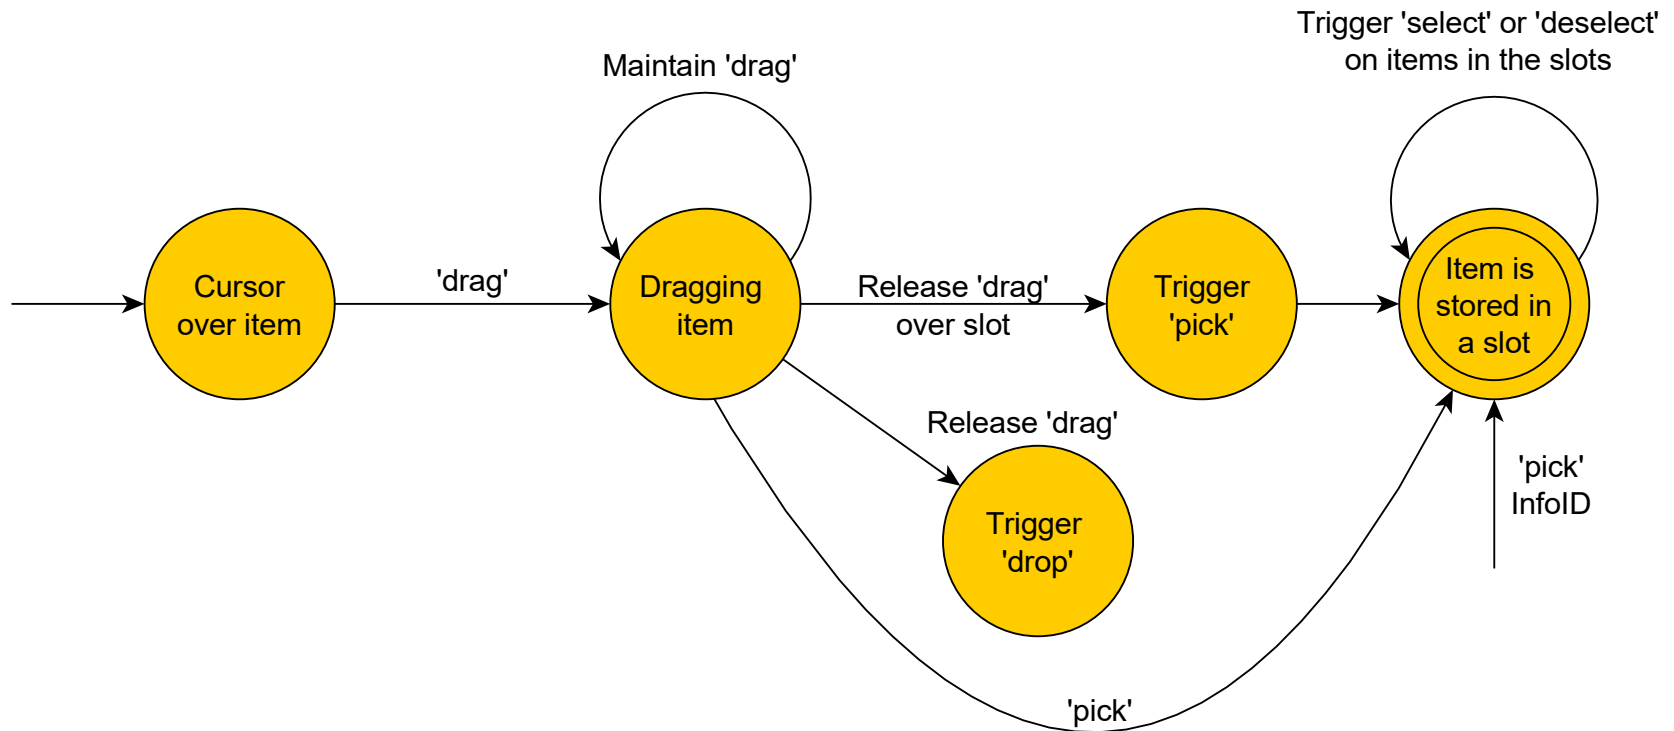 Trigger 'select' or 'deselect'
on items in the slots
Maintain 'drag'
Cursor
over item
'drag'
Dragging
item
Release 'drag'
over slot
Trigger
'pick'
Item is
stored in
a slot
Release 'drag'
Trigger
'drop'
'pick'
InfoID
'pick'